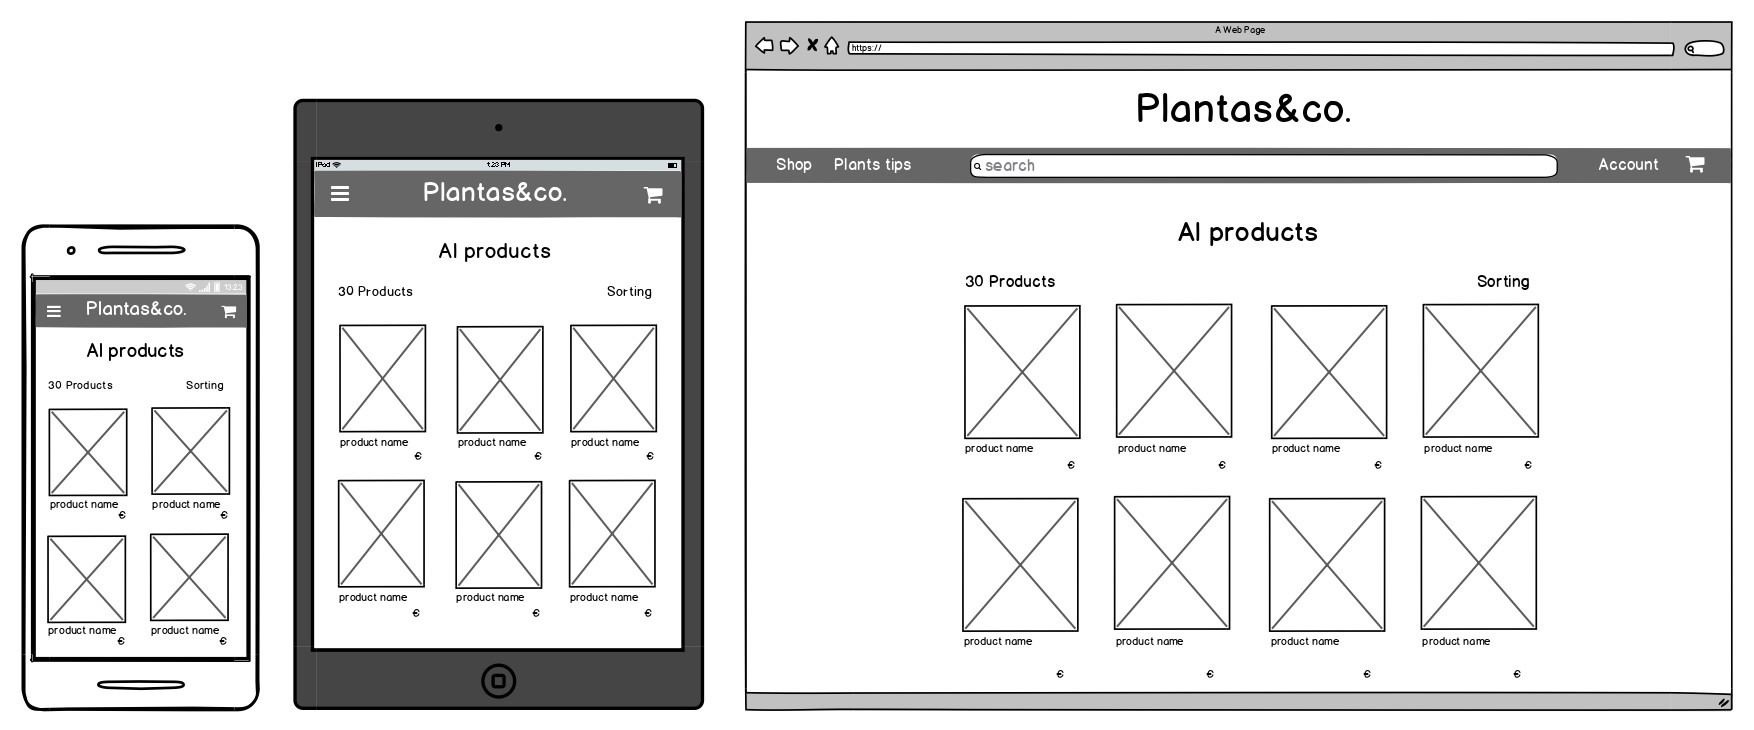 13:23
Plantas&co.
Al products
30 Products Sorting
product name product name
€ €
product name product name
€ €
iPad 1:23 PM
Plantas&co.
Al products
30 Products Sorting
product name product name product name
€ € €
product name product name product name
€ € €
A Web Page
https://
Plantas&co.
Shop Plants tips search Account
Al products
30 Products Sorting
product name product name product name product name
€ € € €
product name product name product name product name
€ € € €